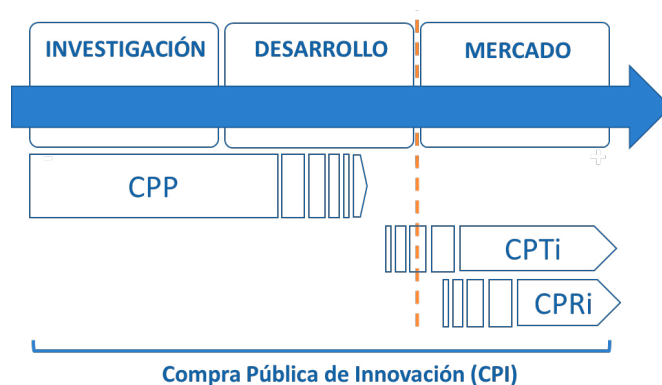 INVESTIGACIÓN
DESARROLLO
MERCADO
CPP
CPTi
CPRi
Compra Pública de Innovación (CPI)